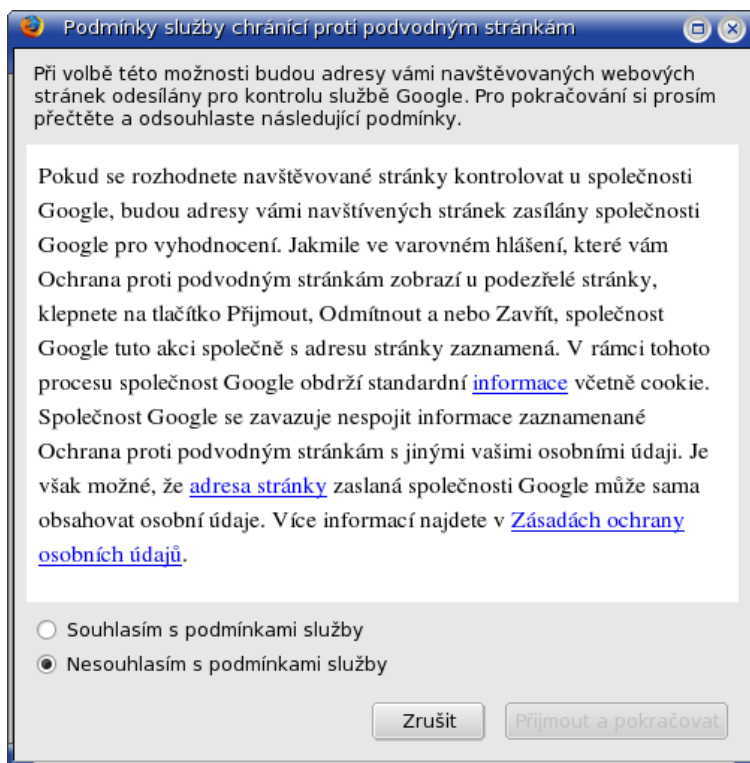 Podmínky služby chránící proti podvodným stránkám
Při volbě této možnosti budou adresy vámi navštěvovaných webových
stránek odesílány pro kontrolu službě Google. Pro pokračování si prosím
přečtěte a odsouhlaste následující podmínky.
Pokud se rozhodnete navštěvované stránky kontrolovat u společnosti
Google, budou adresy vámi navštívených stránek zasílány společnosti
Google pro vyhodnocení. Jakmile ve varovném hlášení, které vám
Ochrana proti podvodným stránkám zobrazí u podezřelé stránky,
klepnete na tlačítko Přijmout, Odmítnout a nebo Zavřít, společnost
Google tuto akci společně s adresu stránky zaznamená. V rámci tohoto
procesu společnost Google obdrží standardní informace včetně cookie.
Společnost Google se zavazuje nespojit informace zaznamenané
Ochrana proti podvodným stránkám s jinými vašimi osobními údaji. Je
však možné, že adresa stránky zaslaná společnosti Google může sama
obsahovat osobní údaje. Více informací najdete v Zásadách ochrany
osobních údajů.
Souhlasím s podmínkami služby
Nesouhlasím s podmínkami služby
Zrušit Přijmout a pokračovat